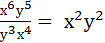 x⁶y⁵/y³x⁴ = x²y²